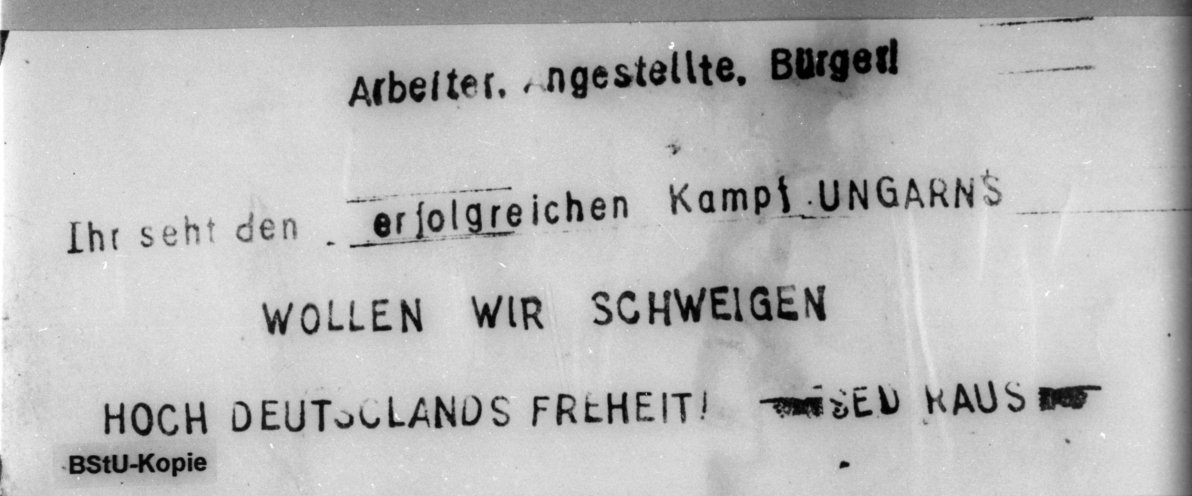 Arbeiter, Angestellte, Bürger!
Ihr seht den erfolgreichen Kampf UNGARNS
WOLLEN WIR SCHWEIGEN
HOCH DEUTSCLANDS FREHEIT! SED RAUS
BStU-Kopie